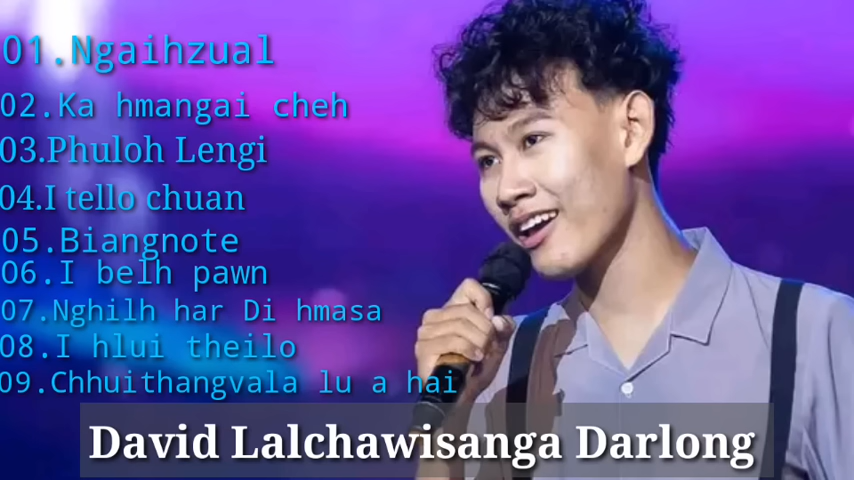 01.Ngaihzual
02.Ka hmangai cheh
03.Phuloh Lengi
04.I tello chuan
05.Biangnote
06.I belh pawn
07.Nghilh har Di hmasa
08.I hlui theilo
09.Chhuithangvala lu a hai
David Lalchawisanga Darlong